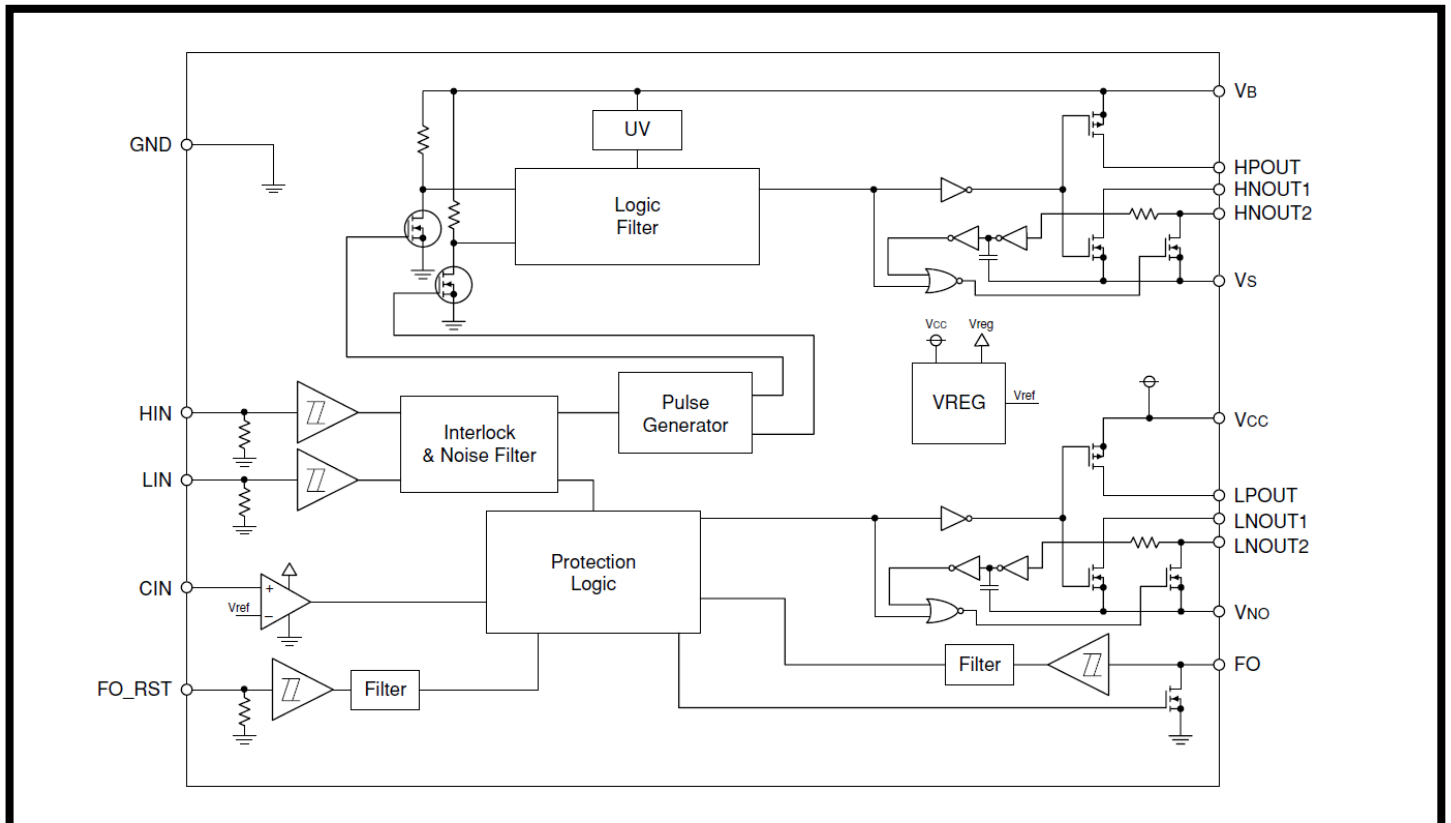 VB
UV
GND
HPOUT
HNOUT1
Logic
Filter
HNOUT2
VS
VCC
Vreg
VREG
Vref
Pulse
Generator
HIN
Interlock
& Noise Filter
VCC
LIN
LPOUT
LNOUT1
LNOUT2
Protection
Logic
CIN
+
Vref
−
VNO
Filter
FO
FO_RST
Filter